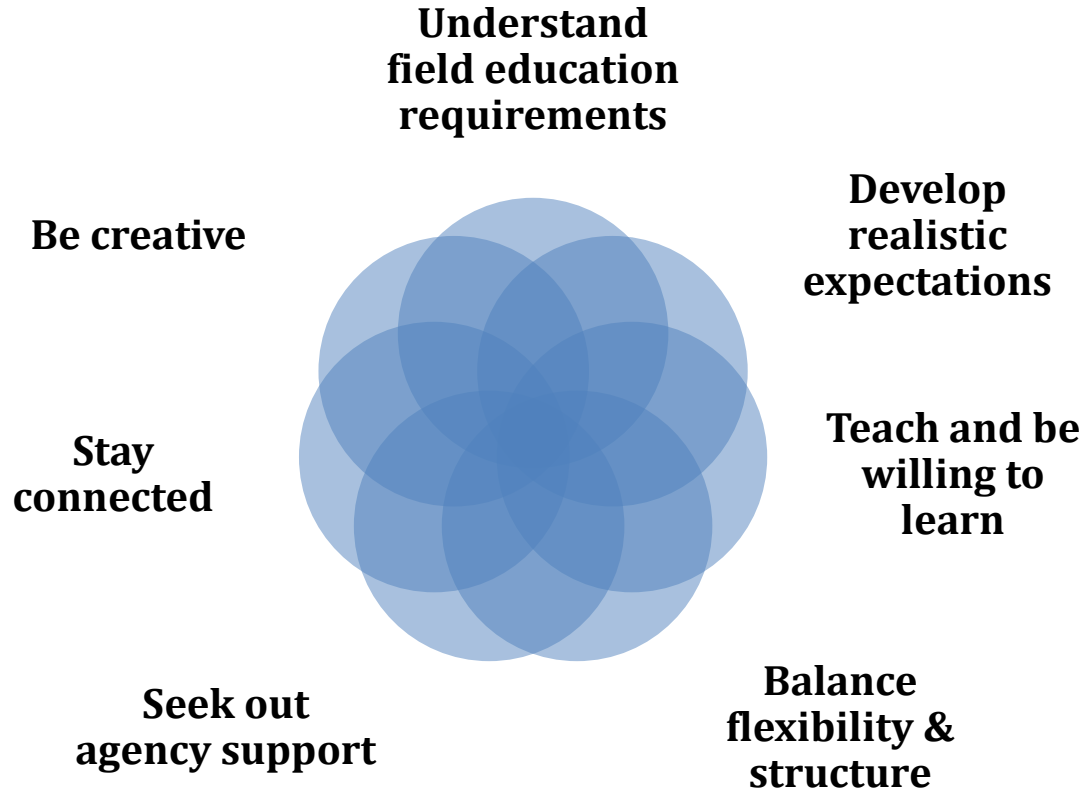 Understand
field education
requirements
Develop
realistic
expectations
Teach and be
willing to
learn
Balance
flexibility &
structure
Seek out
agency support
Stay
connected
Be creative